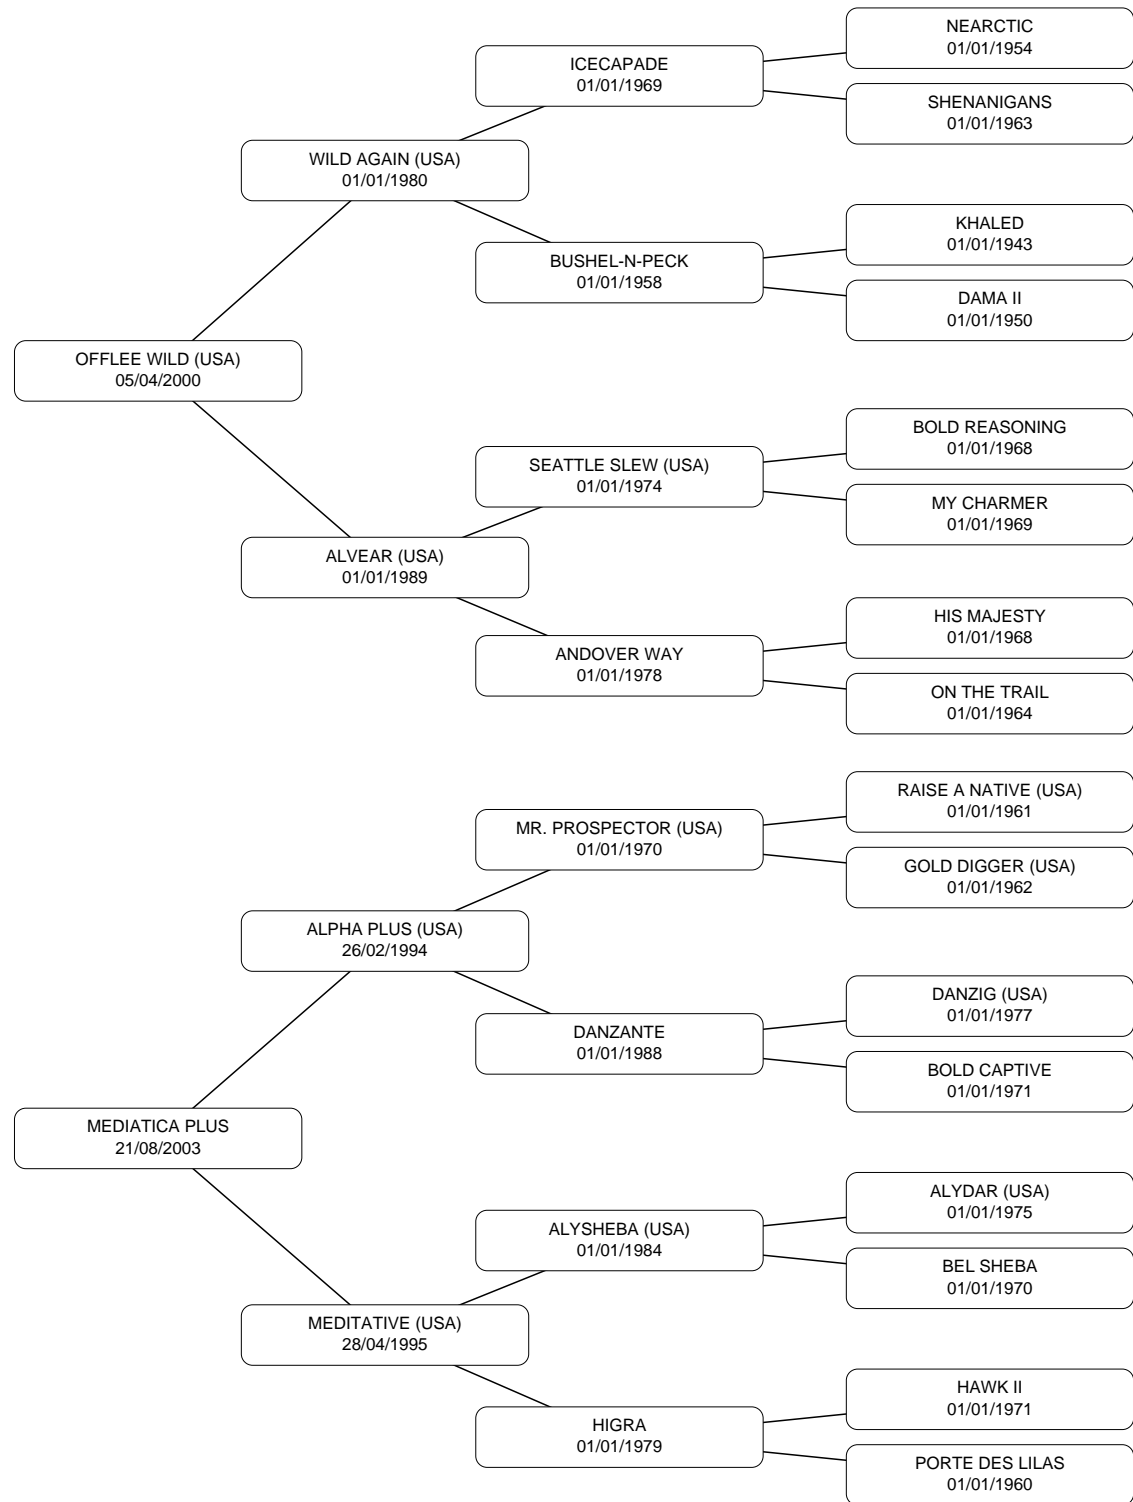 NEARCTIC
01/01/1954
ICECAPADE
01/01/1969
SHENANIGANS
01/01/1963
WILD AGAIN (USA)
01/01/1980
KHALED
01/01/1943
BUSHEL-N-PECK
01/01/1958
DAMA II
01/01/1950
OFFLEE WILD (USA)
05/04/2000
BOLD REASONING
01/01/1968
SEATTLE SLEW (USA)
01/01/1974
MY CHARMER
01/01/1969
ALVEAR (USA)
01/01/1989
HIS MAJESTY
01/01/1968
ANDOVER WAY
01/01/1978
ON THE TRAIL
01/01/1964
RAISE A NATIVE (USA)
01/01/1961
MR. PROSPECTOR (USA)
01/01/1970
GOLD DIGGER (USA)
01/01/1962
ALPHA PLUS (USA)
26/02/1994
DANZIG (USA)
01/01/1977
DANZANTE
01/01/1988
BOLD CAPTIVE
01/01/1971
MEDIATICA PLUS
21/08/2003
ALYDAR (USA)
01/01/1975
ALYSHEBA (USA)
01/01/1984
BEL SHEBA
01/01/1970
MEDITATIVE (USA)
28/04/1995
HAWK II
01/01/1971
HIGRA
01/01/1979
PORTE DES LILAS
01/01/1960